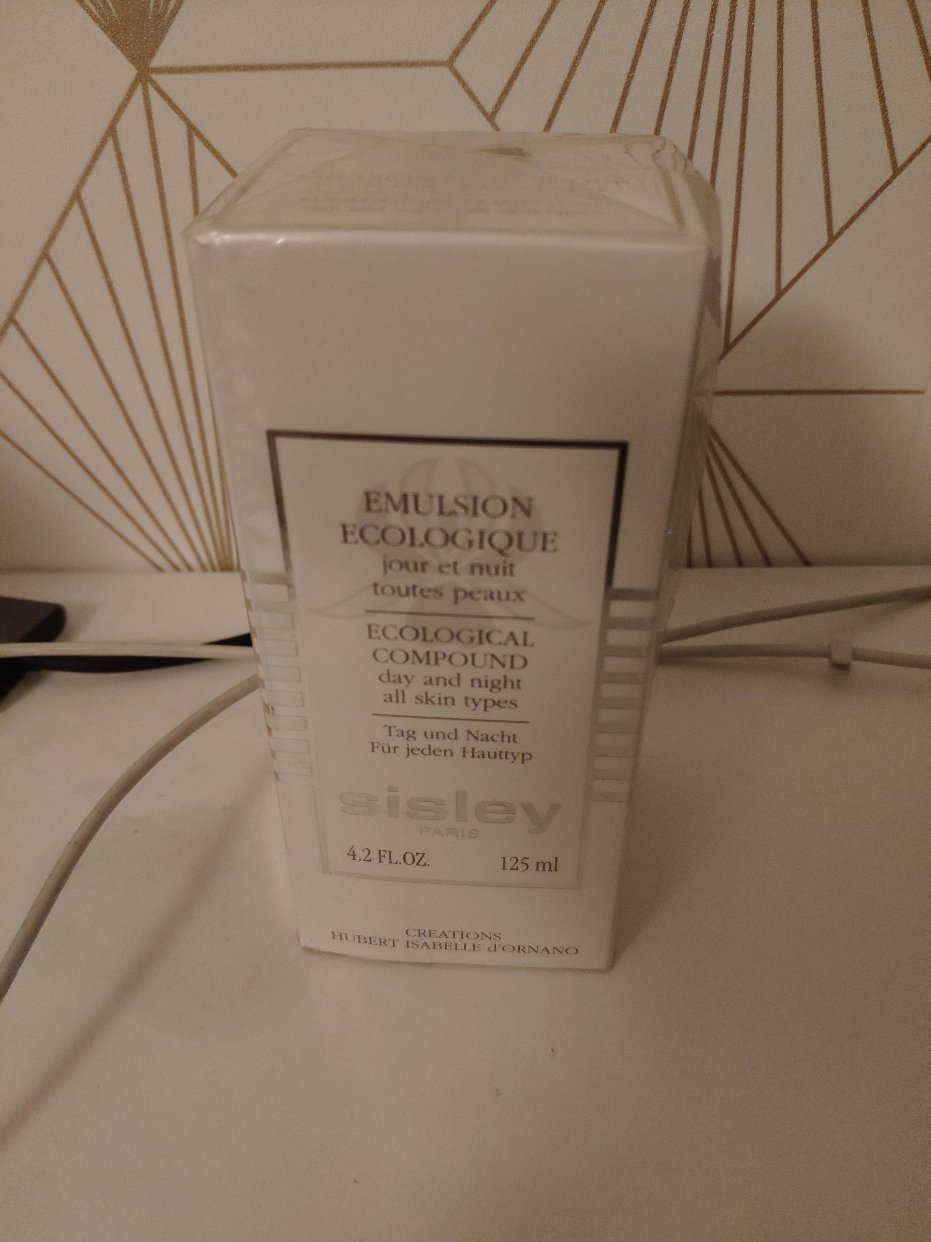 EMULSION
ECOLOGIQUE
jour et nuit
toutes peaux
ECOLOGICAL
COMPOUND
day and night
all skin types
Tag und Nacht
Für jeden Hauttyp
sisley
PARIS
4.2 FL.OZ. 125 ml
CREATIONS
HUBERT ISABELLE d'ORNANO